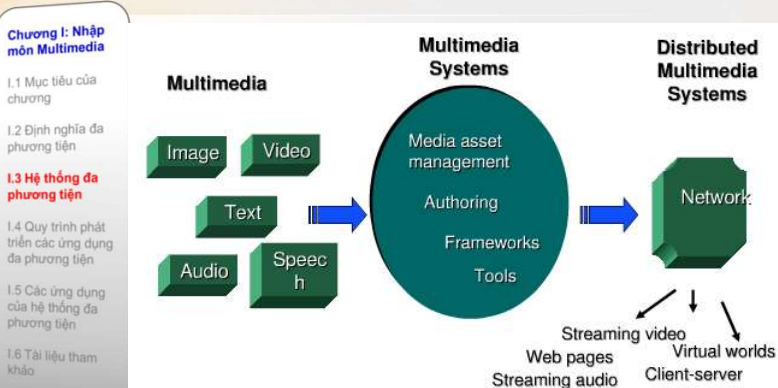 Chương I: Nhập
môn Multimedia
I.1 Mục tiêu của
chương
I.2 Định nghĩa đa
phương tiện
I.3 Hệ thống đa
phương tiện
I.4 Quy trình phát
triển các ứng dụng
đa phương tiện
I.5 Các ứng dụng
của hệ thống đa
phương tiện
I.6 Tài liệu tham
khảo
Multimedia
Image
Video
Text
Audio
Speec
h
Multimedia
Systems
Media asset
management
Authoring
Frameworks
Tools
Distributed
Multimedia
Systems
Network
Streaming video
Web pages
Virtual worlds
Streaming audio
Client-server